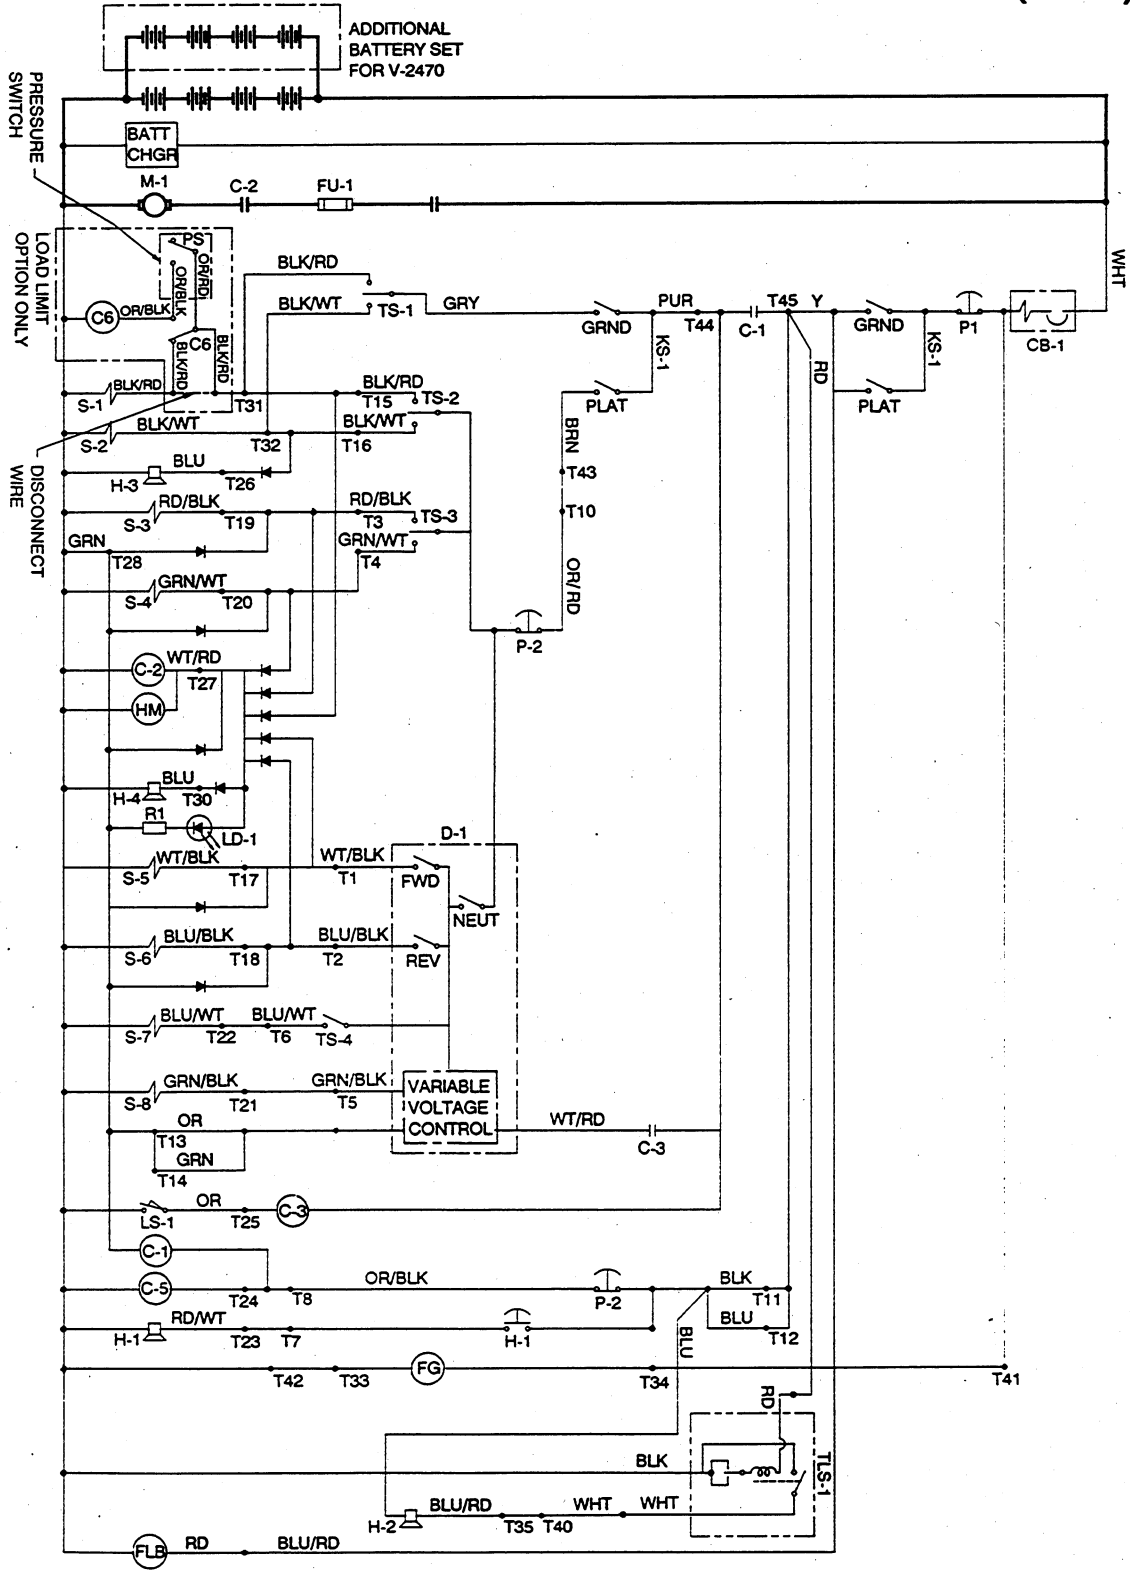 ADDITIONAL
BATTERY SET
FOR V-2470
PRESSURE
SWITCH
BATT
CHGR
M-1
C-2
FU-1
WHT
LOAD LIMIT
OPTION ONLY
PS
OR/RD
OR/BLK
C6
OR/BLK
C6
BLK/RD
BLK/RD
BLK/RD
BLK/WT
TS-1
GRY
GRND
PUR
T44
C-1
T45
Y
GRND
P1
CB-1
KS-1
KS-1
RD
PLAT
PLAT
S-1
BLK/RD
T31
BLK/RD
T15
TS-2
S-2
BLK/WT
T32
BLK/WT
T16
BRN
T43
H-3
BLU
T26
DISCONNECT
WIRE
S-3
RD/BLK
T19
RD/BLK
T3
TS-3
T10
GRN
T28
GRN/WT
T4
OR/RD
S-4
GRN/WT
T20
P-2
C-2
WT/RD
T27
HM
H-4
BLU
T30
R1
LD-1
D-1
S-5
WT/BLK
T17
WT/BLK
T1
FWD
NEUT
S-6
BLU/BLK
T18
BLU/BLK
T2
REV
S-7
BLU/WT
T22
BLU/WT
T6
TS-4
S-8
GRN/BLK
T21
GRN/BLK
T5
VARIABLE
VOLTAGE
CONTROL
OR
T13
GRN
T14
WT/RD
C-3
LS-1
OR
T25
C-3
C-1
C-5
T24
T8
OR/BLK
P-2
BLK
T11
H-1
RD/WT
T23
T7
H-1
BLU
T12
BLU
T42
T33
FG
T34
T41
RD
TLS-1
BLK
H-2
BLU/RD
T35
T40
WHT
WHT
FLB
RD
BLU/RD